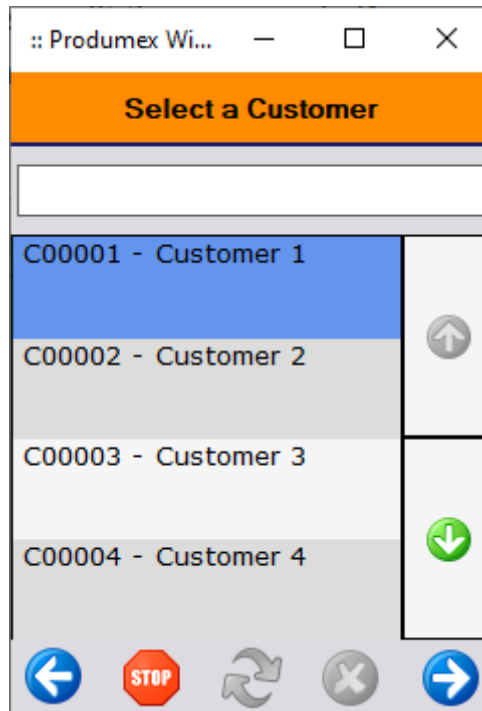 :: Produmex Wi...
Select a Customer
C00001 - Customer 1
C00002 - Customer 2
C00003 - Customer 3
C00004 - Customer 4
STOP